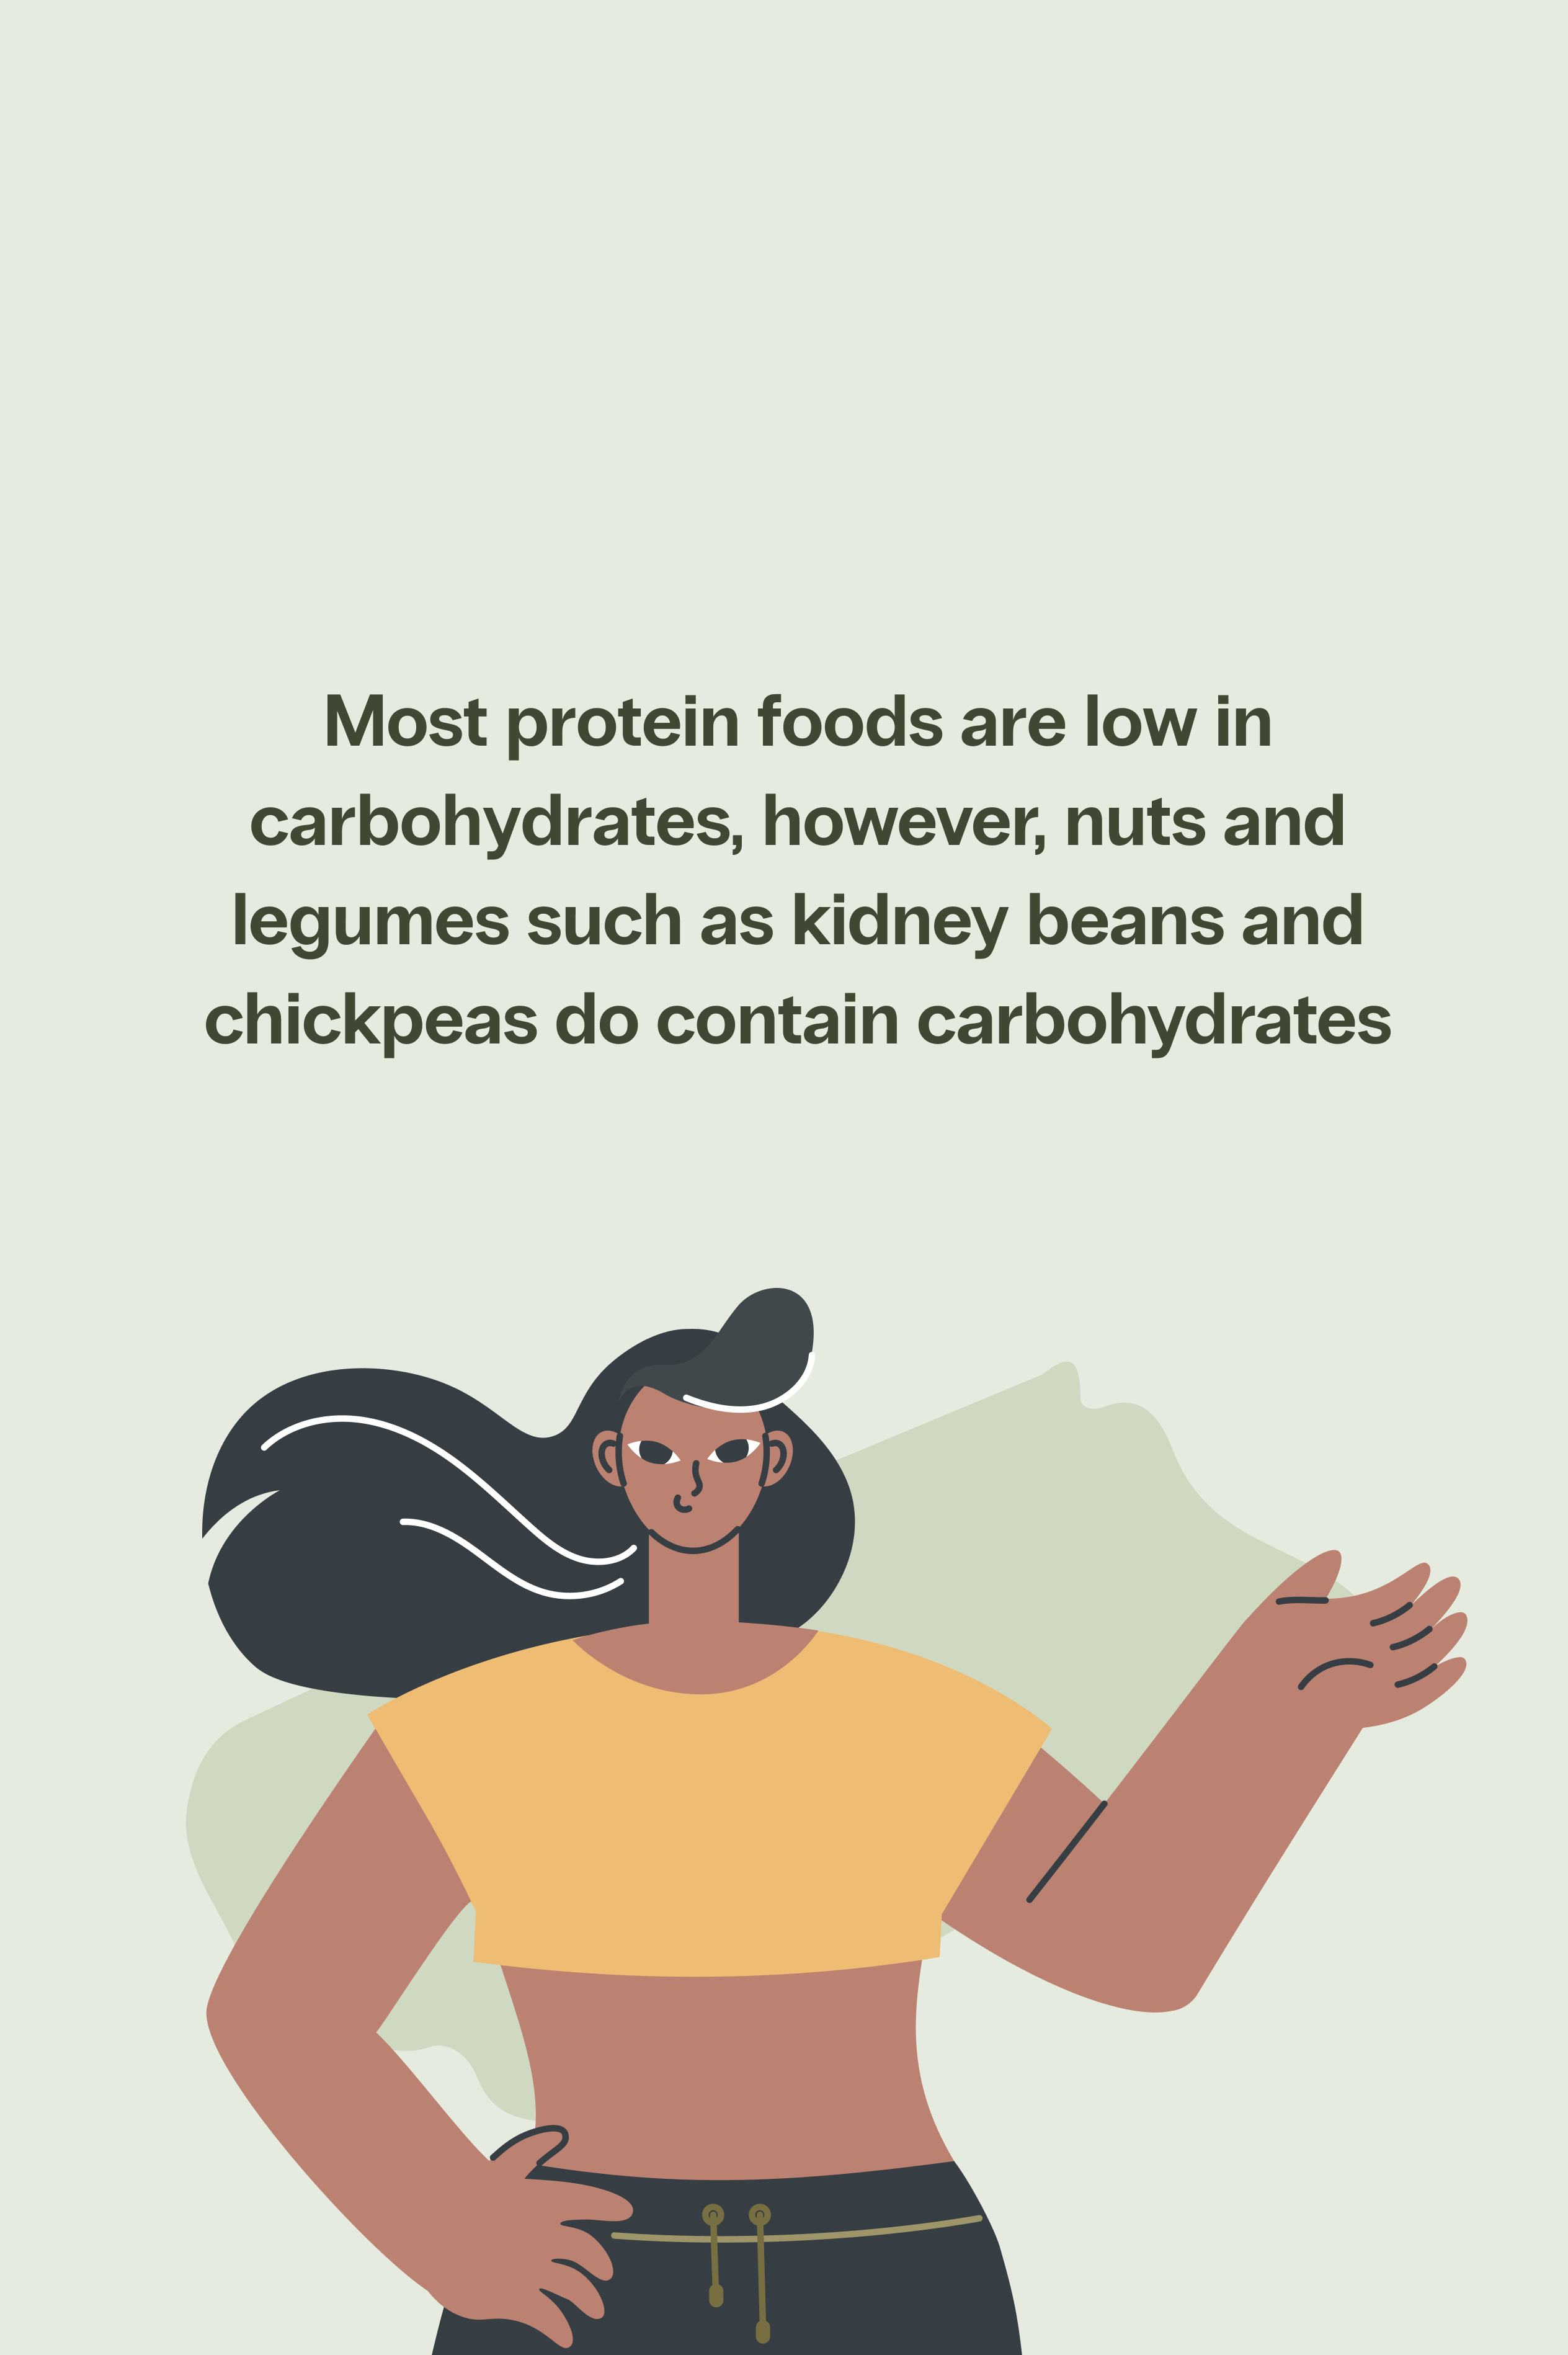 Most protein foods are low in
carbohydrates, however, nuts and
legumes such as kidney beans and
chickpeas do contain carbohydrates